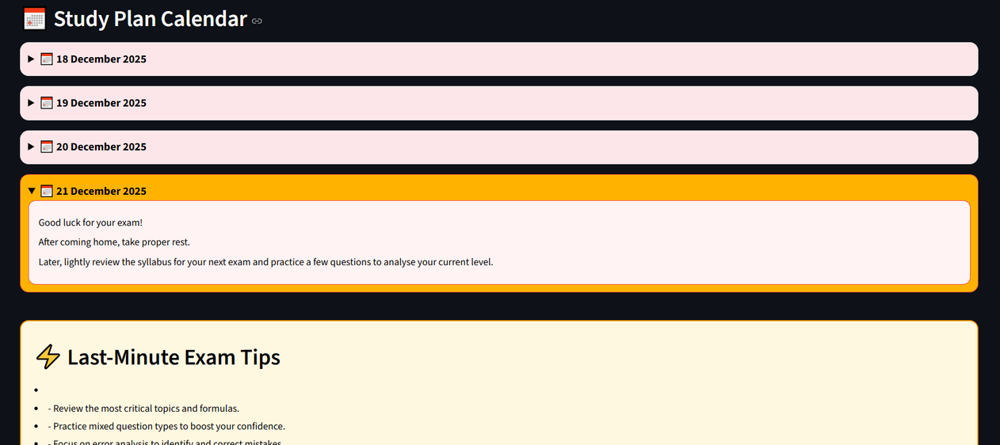 Study Plan Calendar
18 December 2025
19 December 2025
20 December 2025
21 December 2025
Good luck for your exam!
After coming home, take proper rest.
Later, lightly review the syllabus for your next exam and practice a few questions to analyse your current level.
Last-Minute Exam Tips
- Review the most critical topics and formulas.
- Practice mixed question types to boost your confidence.
- Focus on error analysis to identify and correct mistakes.